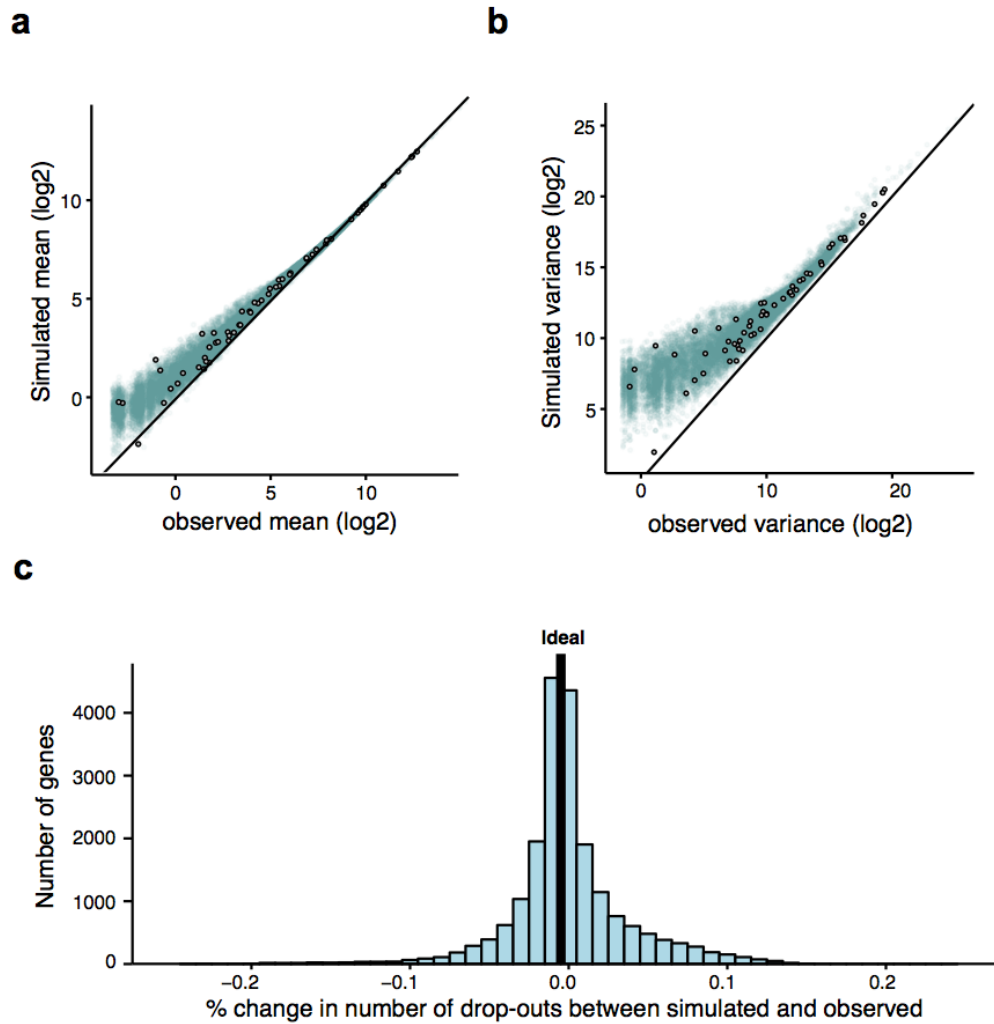 a
b
Simulated mean (log2)
10
5
0
0
5
10
observed mean (log2)
Simulated variance (log2)
25
20
15
10
5
0
10
20
observed variance (log2)
c
Ideal
Number of genes
4000
3000
2000
1000
0
−0.2
−0.1
0.0
0.1
0.2
% change in number of drop-outs between simulated and observed